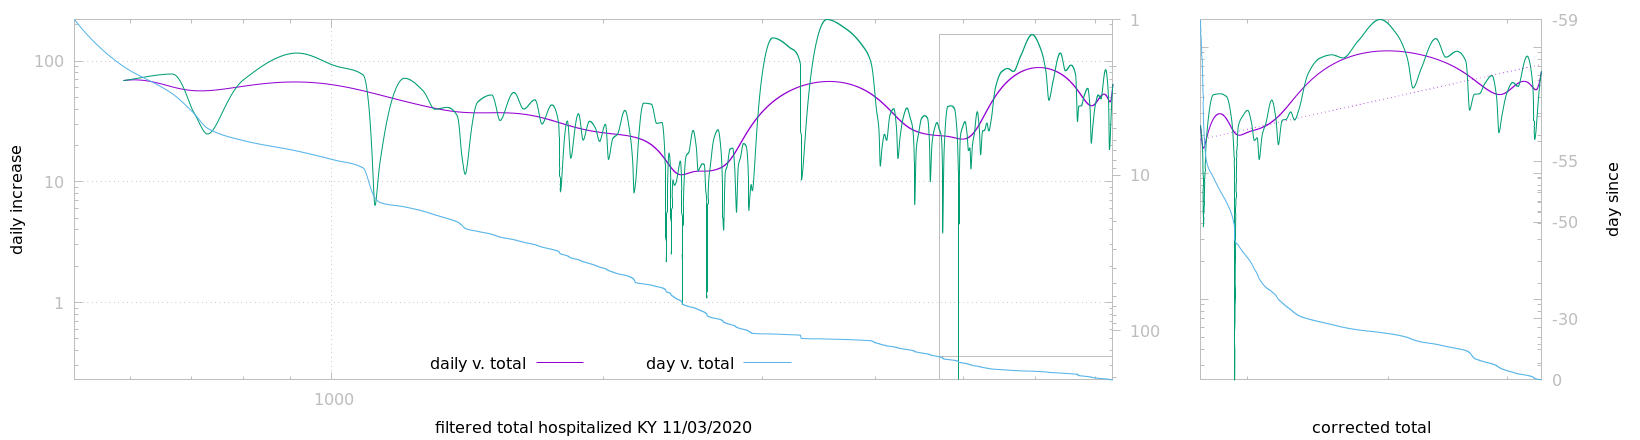 daily increase
100
10
1
1000
daily v. total
day v. total
filtered total hospitalized KY 11/03/2020
1
10
100
-59
-55
-50
-30
0
day since
corrected total